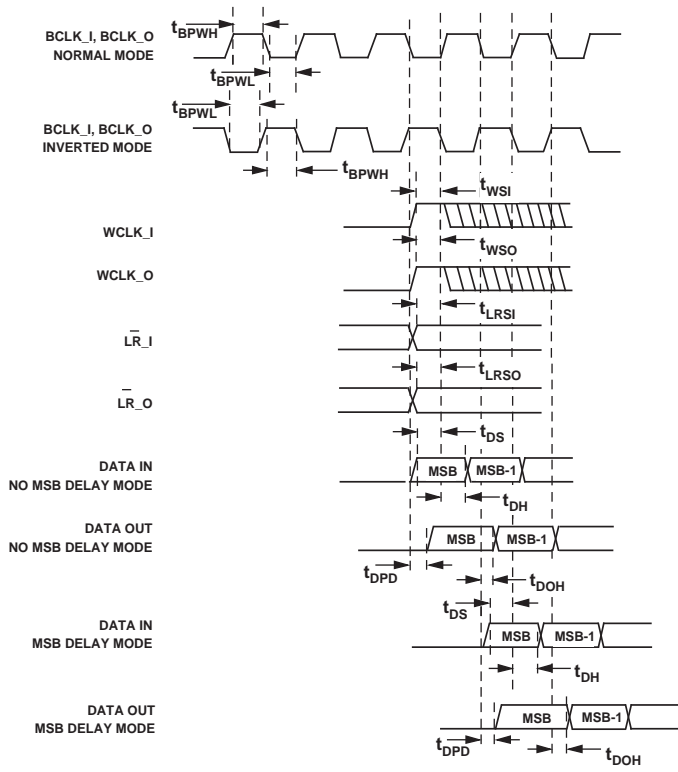 BCLK_I, BCLK_O
NORMAL MODE
tBPWH
tBPWL
tBPWL
BCLK_I, BCLK_O
INVERTED MODE
tBPWH
tWSI
WCLK_I
tWSO
WCLK_O
tLRSI
L̅R_I
tLRSO
L̅R_O
tDS
DATA IN
NO MSB DELAY MODE
MSB
MSB-1
tDH
DATA OUT
NO MSB DELAY MODE
MSB
MSB-1
tDPD
tDOH
tDS
DATA IN
MSB DELAY MODE
MSB
MSB-1
tDH
DATA OUT
MSB DELAY MODE
MSB
MSB-1
tDPD
tDOH